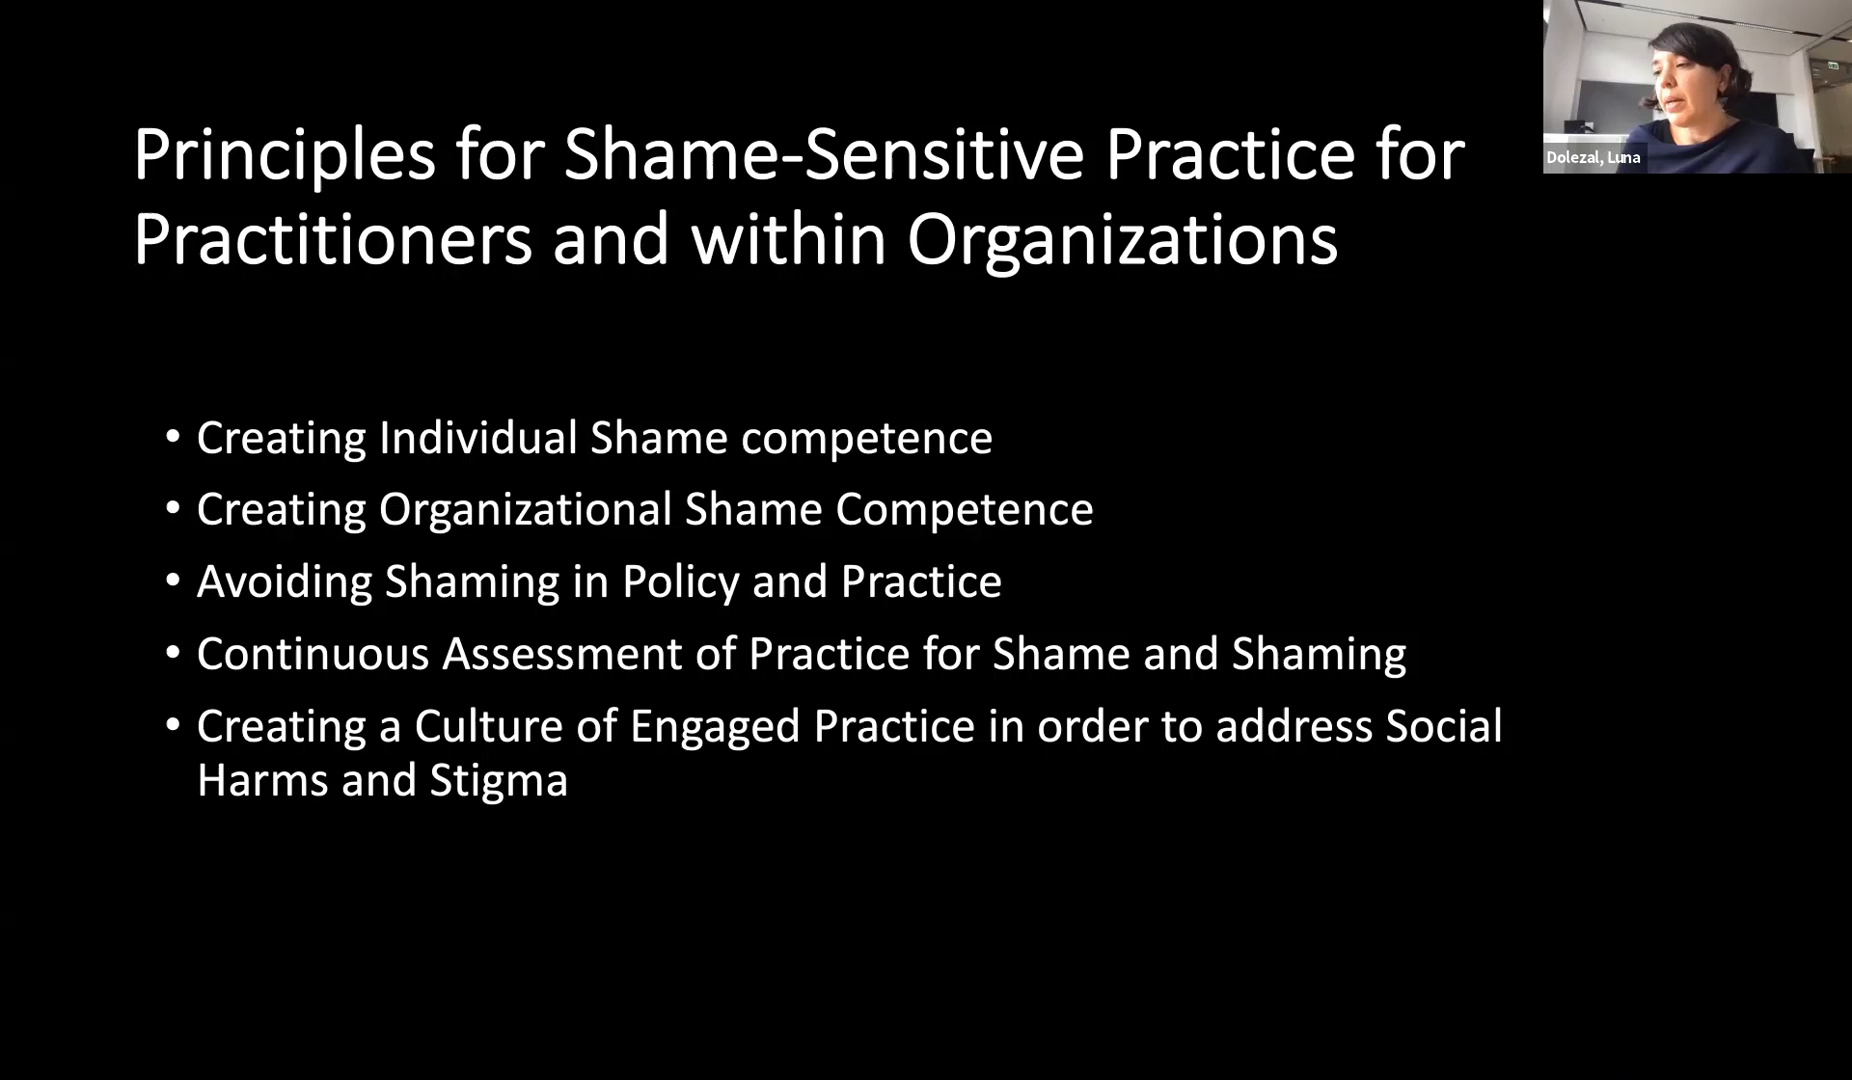 Principles for Shame-Sensitive Practice for
Practitioners and within Organizations
Dolezal, Luna
• Creating Individual Shame competence
• Creating Organizational Shame Competence
• Avoiding Shaming in Policy and Practice
• Continuous Assessment of Practice for Shame and Shaming
• Creating a Culture of Engaged Practice in order to address Social
Harms and Stigma